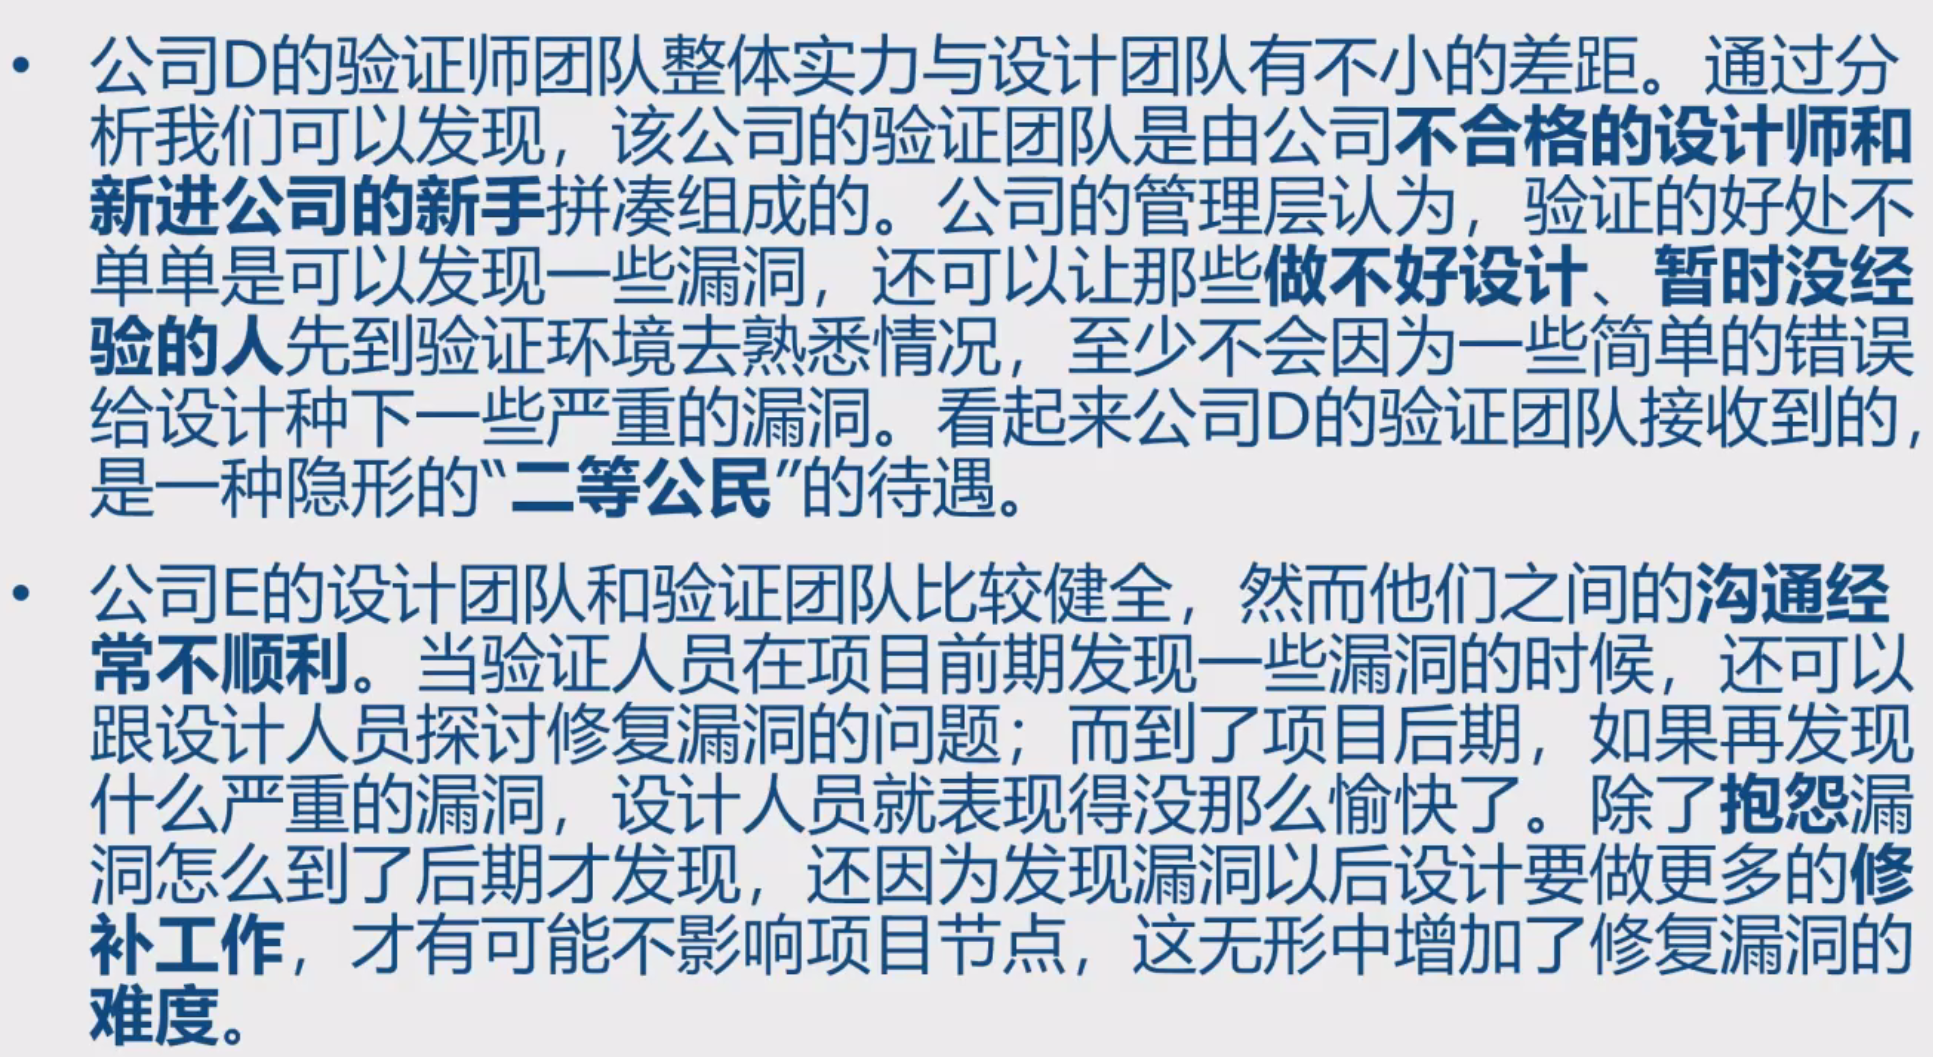 • 公司D的验证师团队整体实力与设计团队有不小的差距。通过分
析我们可以发现，该公司的验证团队是由公司不合格的设计师和
新进公司的新手拼凑组成的。公司的管理层认为，验证的好处不
单单是可以发现一些漏洞，还可以让那些做不好设计、暂时没经
验的人先到验证环境去熟悉情况，至少不会因为一些简单的错误
给设计种下一些严重的漏洞。看起来公司D的验证团队接收到的，
是一种隐形的“二等公民”的待遇。
• 公司E的设计团队和验证团队比较健全，然而他们之间的沟通经
常不顺利。当验证人员在项目前期发现一些漏洞的时候，还可以
跟设计人员探讨修复漏洞的问题；而到了项目后期，如果再发现
什么严重的漏洞，设计人员就表现得没那么愉快了。除了抱怨漏
洞怎么到了后期才发现，还因为发现漏洞以后设计要做更多的修
补工作，才有可能不影响项目节点，这无形中增加了修复漏洞的
难度。